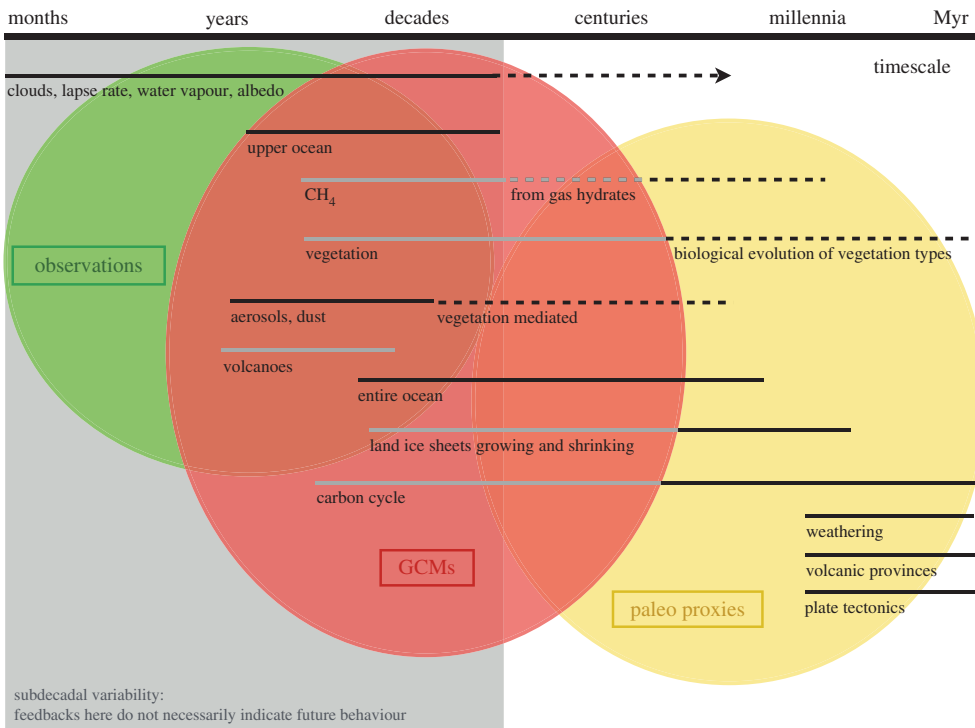 months years decades centuries millennia Myr
timescale
clouds, lapse rate, water vapour, albedo
upper ocean
CH₄ from gas hydrates
vegetation biological evolution of vegetation types
observations
aerosols, dust vegetation mediated
volcanoes
entire ocean
land ice sheets growing and shrinking
carbon cycle
weathering
GCMs volcanic provinces
paleo proxies plate tectonics
subdecadal variability:
feedbacks here do not necessarily indicate future behaviour